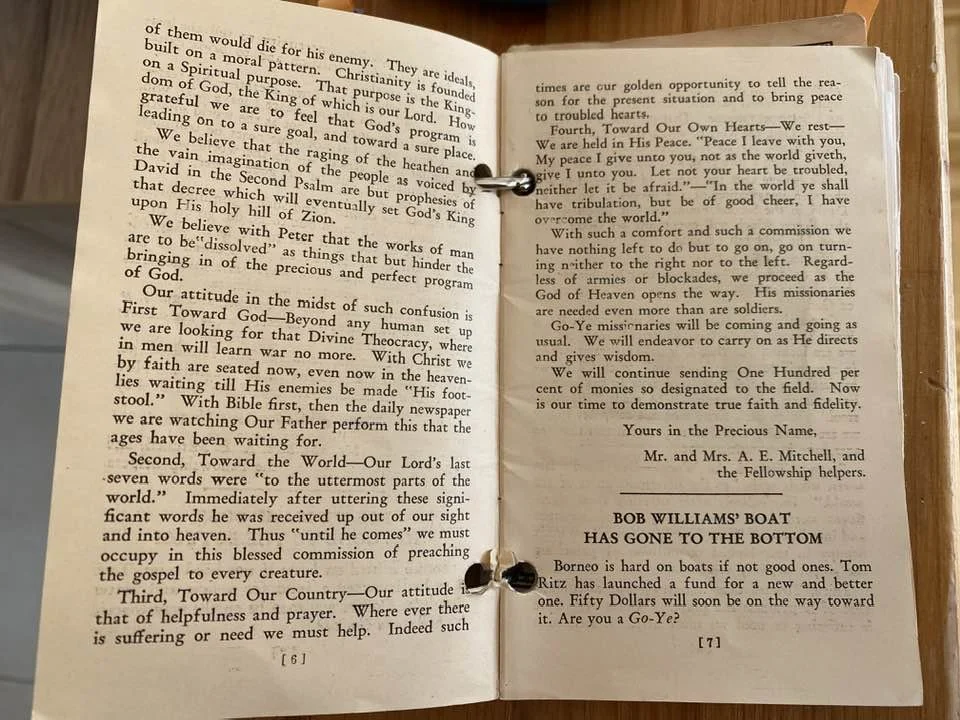 of them would die for his enemy. They are ideals,
built on a moral pattern. Christianity is founded
on a Spiritual purpose. That purpose is the King-
dom of God, the King of which is our Lord. How
grateful we are to feel that God's program is
leading on to a sure goal, and toward a sure place.
We believe that the raging of the heathen and
the vain imagination of the people as voiced by
David in the Second Psalm are but prophesies of
that decree which will eventually set God's King
upon His holy hill of Zion.
We believe with Peter that the works of man
are to be "dissolved" as things that but hinder the
bringing in of the precious and perfect program
of God.
Our attitude in the midst of such confusion is
First Toward God—Beyond any human set up
we are looking for that Divine Theocracy, where
in men will learn war no more. With Christ we
by faith are seated now, even now in the heaven-
lies waiting till His enemies be made "His foot-
stool." With Bible first, then the daily newspaper
we are watching Our Father perform this that the
ages have been waiting for.
Second, Toward the World—Our Lord's last
seven words were "to the uttermost parts of the
world." Immediately after uttering these signi-
ficant words he was received up out of our sight
and into heaven. Thus "until he comes" we must
occupy in this blessed commission of preaching
the gospel to every creature.
Third, Toward Our Country—Our attitude is
that of helpfulness and prayer. Where ever there
is suffering or need we must help. Indeed such
[6]
times are our golden opportunity to tell the rea-
son for the present situation and to bring peace
to troubled hearts.
Fourth, Toward Our Own Hearts—We rest—
We are held in His Peace. "Peace I leave with you,
My peace I give unto you, not as the world giveth,
give I unto you. Let not your heart be troubled,
neither let it be afraid."—"In the world ye shall
have tribulation, but be of good cheer, I have
overcome the world."
With such a comfort and such a commission we
have nothing left to do but to go on, go on turn-
ing neither to the right nor to the left. Regard-
less of armies or blockades, we proceed as the
God of Heaven opens the way. His missionaries
are needed even more than are soldiers.
Go-Ye missionaries will be coming and going as
usual. We will endeavor to carry on as He directs
and gives wisdom.
We will continue sending One Hundred per
cent of monies so designated to the field. Now
is our time to demonstrate true faith and fidelity.
Yours in the Precious Name,
Mr. and Mrs. A. E. Mitchell, and
the Fellowship helpers.
BOB WILLIAMS' BOAT
HAS GONE TO THE BOTTOM
Borneo is hard on boats if not good ones. Tom
Ritz has launched a fund for a new and better
one. Fifty Dollars will soon be on the way toward
it. Are you a Go-Ye?
[7]